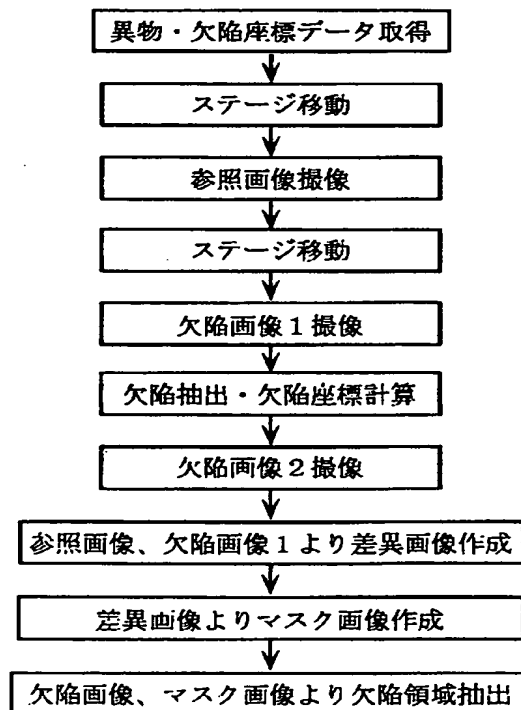 異物・欠陥座標データ取得
ステージ移動
参照画像撮像
ステージ移動
欠陥画像1撮像
欠陥抽出・欠陥座標計算
欠陥画像2撮像
参照画像、欠陥画像1より差異画像作成
差異画像よりマスク画像作成
欠陥画像、マスク画像より欠陥領域抽出